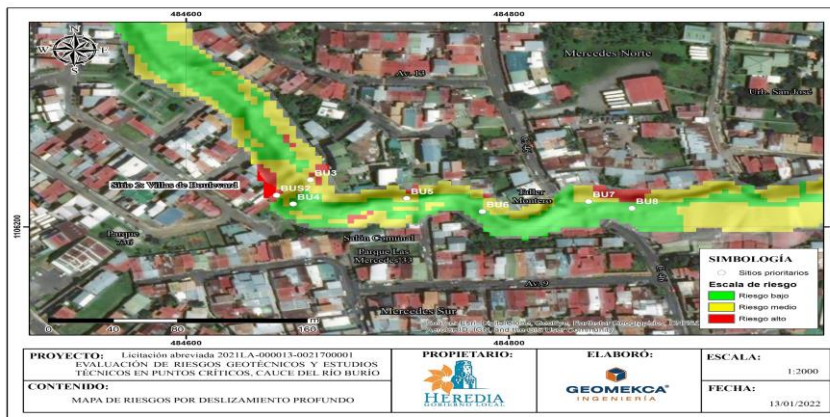 484600
484800
N
W
E
S
Mercedes Norte
Av. 13
Urb. San José
Sitio 2: Villas de Boulevard
BU3
BUS2
BU4
BU5
BU6
Taller
Montero
BU7
BU8
1106200
Parque
Salón Comunal
Parque Las
Mercedes
Av. 9
Mercedes Sur
SIMBOLOGÍA
Sitios prioritarios
Escala de riesgo
Riesgo bajo
Riesgo medio
Riesgo alto
0 40 80 160
m
PROYECTO: Licitación abreviada 2021LA-000013-0021700001
EVALUACIÓN DE RIESGOS GEOTÉCNICOS Y ESTUDIOS
TÉCNICOS EN PUNTOS CRÍTICOS, CAUCE DEL RÍO BURÍO
CONTENIDO:
MAPA DE RIESGOS POR DESLIZAMIENTO PROFUNDO
PROPIETARIO:
HEREDIA
GOBIERNO LOCAL
ELABORÓ:
GEOMEKCA
INGENIERÍA
ESCALA:
1:2000
FECHA:
13/01/2022